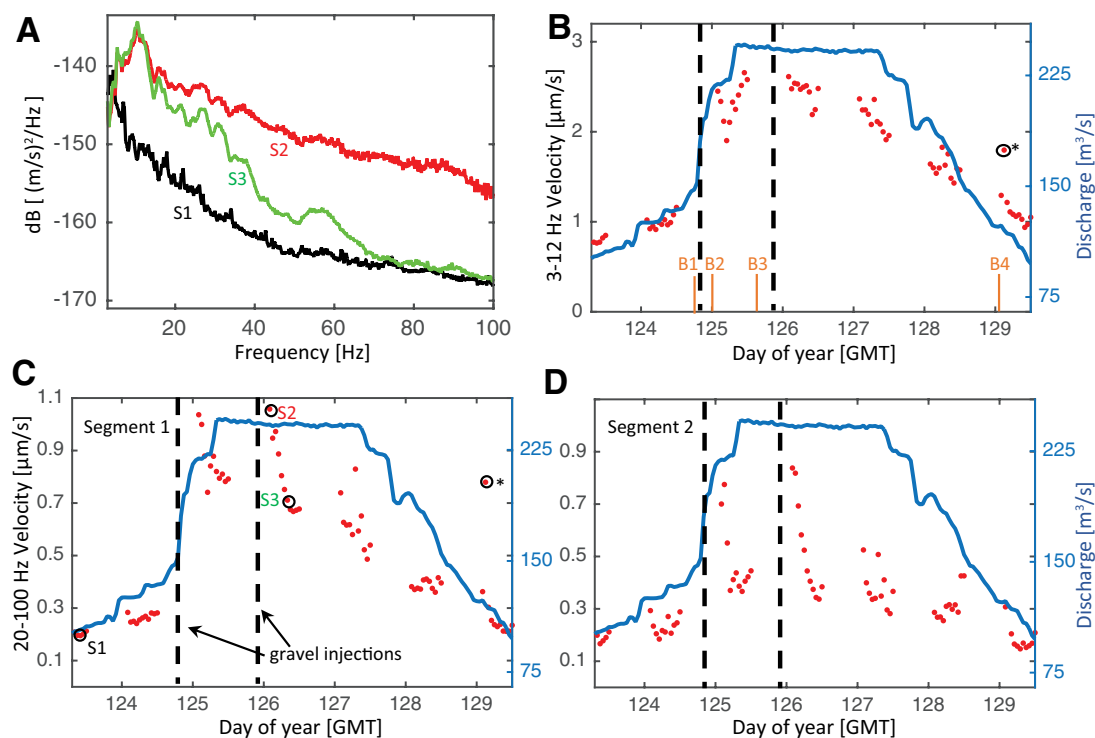 A
dB [ (m/s)²/Hz ]
-140
-150
-160
-170
S2
S3
S1
20
40
60
80
100
Frequency [Hz]
B
3-12 Hz Velocity [µm/s]
3
2
1
0
B1
B2
B3
B4
*
225
150
75
Discharge [m³/s]
124
125
126
127
128
129
Day of year [GMT]
C
20-100 Hz Velocity [µm/s]
1.1
0.9
0.7
0.5
0.3
0.1
Segment 1
S2
S3
S1
*
gravel injections
225
150
75
124
125
126
127
128
129
Day of year [GMT]
D
0.9
0.7
0.5
0.3
0.1
Segment 2
225
150
75
Discharge [m³/s]
124
125
126
127
128
129
Day of year [GMT]